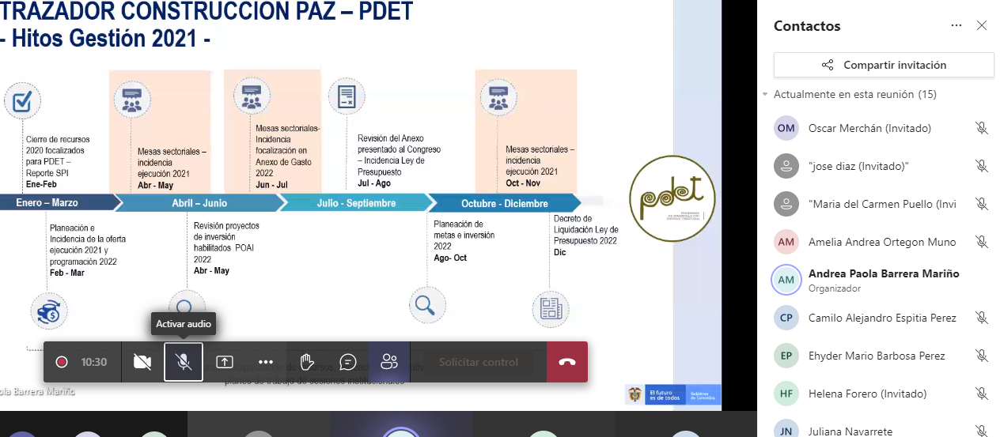 TRAZADOR CONSTRUCCIÓN PAZ – PDET
- Hitos Gestión 2021 -
Cierre de recursos
2020 focalizados
para PDET –
Reporte SPI
Ene-Feb
Mesas sectoriales –
incidencia
ejecución 2021
Abr - May
Mesas sectoriales-
Incidencia
focalización en
Anexo de Gasto
2022
Jun - Jul
Revisión del Anexo
presentado al Congreso
– Incidencia Ley de
Presupuesto
Jul - Ago
Mesas sectoriales –
incidencia
ejecución 2021
Oct - Nov
Enero – Marzo
Abril – Junio
Julio - Septiembre
Octubre - Diciembre
Planeación e
Incidencia de la oferta
ejecución 2021 y
programación 2022
Feb - Mar
Revisión proyectos
de inversión
habilitados POAI
2022
Abr - May
Planeación de
metas e inversión
2022
Ago- Oct
Decreto de
Liquidación Ley de
Presupuesto 2022
Dic
pdet
Activar audio
10:30
Solicitar control
planes de trabajo de sesiones institucionales
ola Barrera Mariño
El futuro
es de todos
Gobierno
de Colombia
Contactos
Compartir invitación
Actualmente en esta reunión (15)
OM
Oscar Merchán (Invitado)
"jose diaz (Invitado)"
"Maria del Carmen Puello (Invi
AM
Amelia Andrea Ortegon Muno
AM
Andrea Paola Barrera Mariño
Organizador
CP
Camilo Alejandro Espitia Perez
EP
Ehyder Mario Barbosa Perez
HF
Helena Forero (Invitado)
JN
Juliana Navarrete